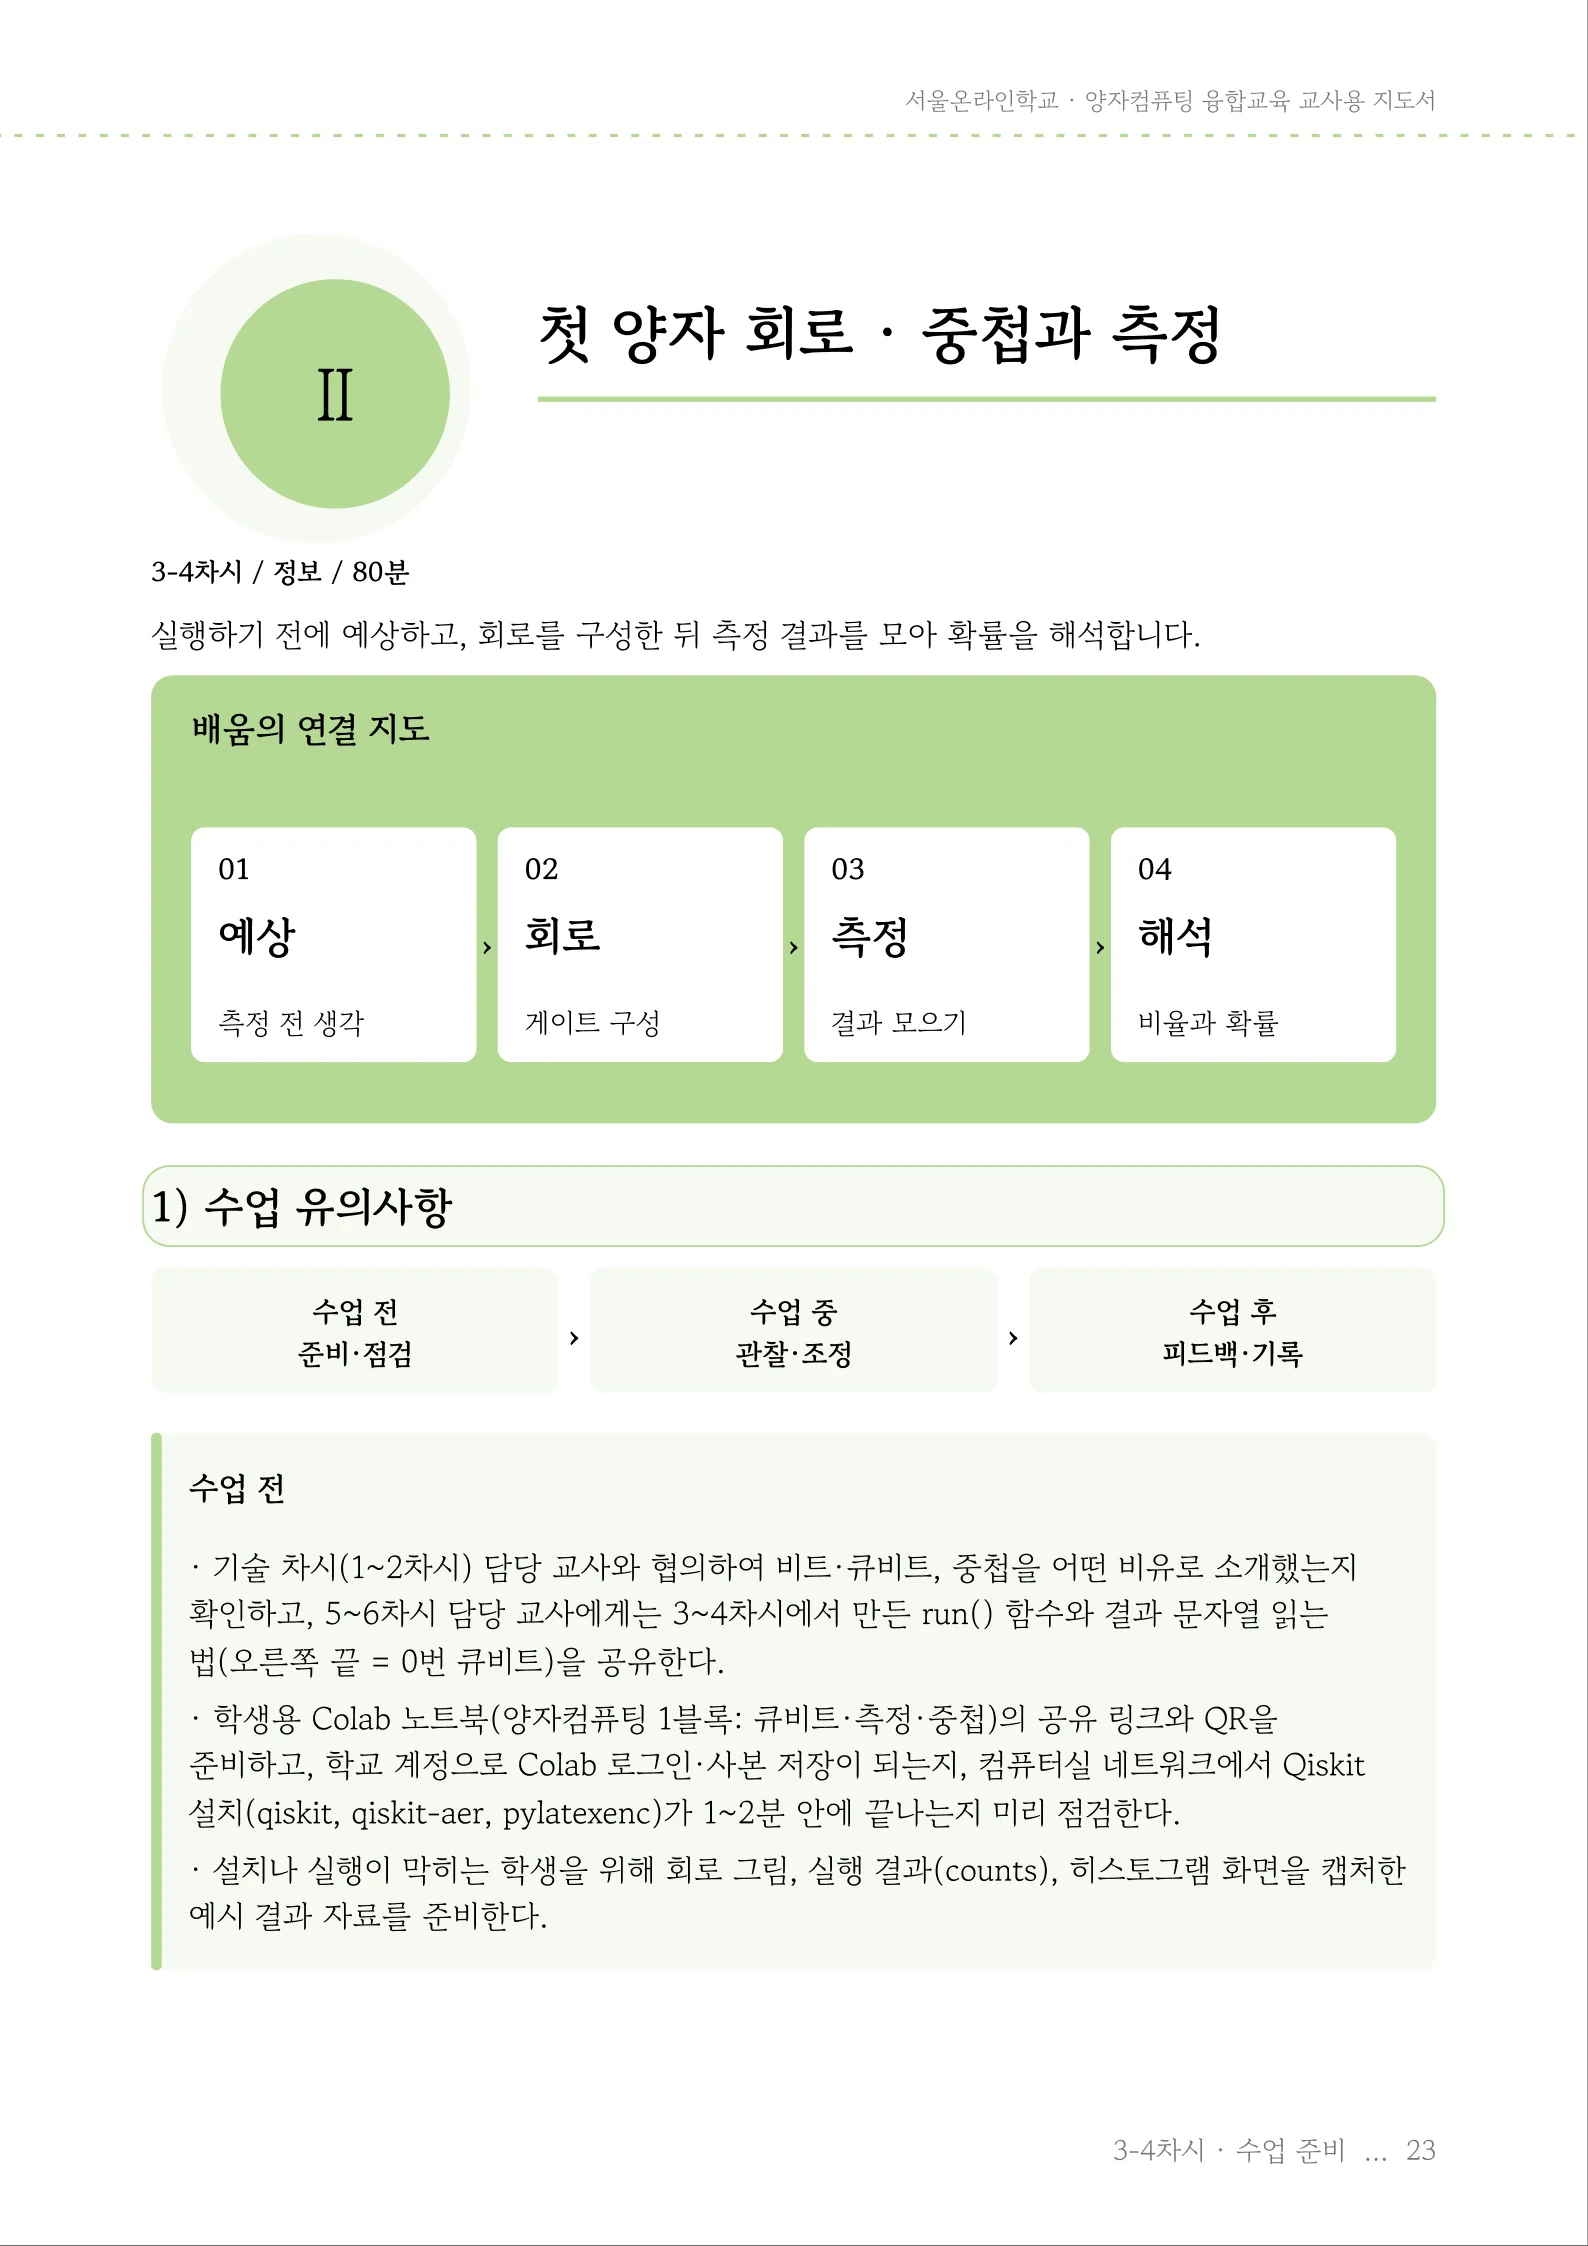 서울온라인학교 · 양자컴퓨팅 융합교육 교사용 지도서
II
첫 양자 회로 · 중첩과 측정
3-4차시 / 정보 / 80분
실행하기 전에 예상하고, 회로를 구성한 뒤 측정 결과를 모아 확률을 해석합니다.
배움의 연결 지도
01
예상
측정 전 생각
›
02
회로
게이트 구성
›
03
측정
결과 모으기
›
04
해석
비율과 확률
1) 수업 유의사항
수업 전
준비·점검
›
수업 중
관찰·조정
›
수업 후
피드백·기록
수업 전
· 기술 차시(1~2차시) 담당 교사와 협의하여 비트·큐비트, 중첩을 어떤 비유로 소개했는지
확인하고, 5~6차시 담당 교사에게는 3~4차시에서 만든 run() 함수와 결과 문자열 읽는
법(오른쪽 끝 = 0번 큐비트)을 공유한다.
· 학생용 Colab 노트북(양자컴퓨팅 1블록: 큐비트·측정·중첩)의 공유 링크와 QR을
준비하고, 학교 계정으로 Colab 로그인·사본 저장이 되는지, 컴퓨터실 네트워크에서 Qiskit
설치(qiskit, qiskit-aer, pylatexenc)가 1~2분 안에 끝나는지 미리 점검한다.
· 설치나 실행이 막히는 학생을 위해 회로 그림, 실행 결과(counts), 히스토그램 화면을 캡처한
예시 결과 자료를 준비한다.
3-4차시 · 수업 준비 … 23